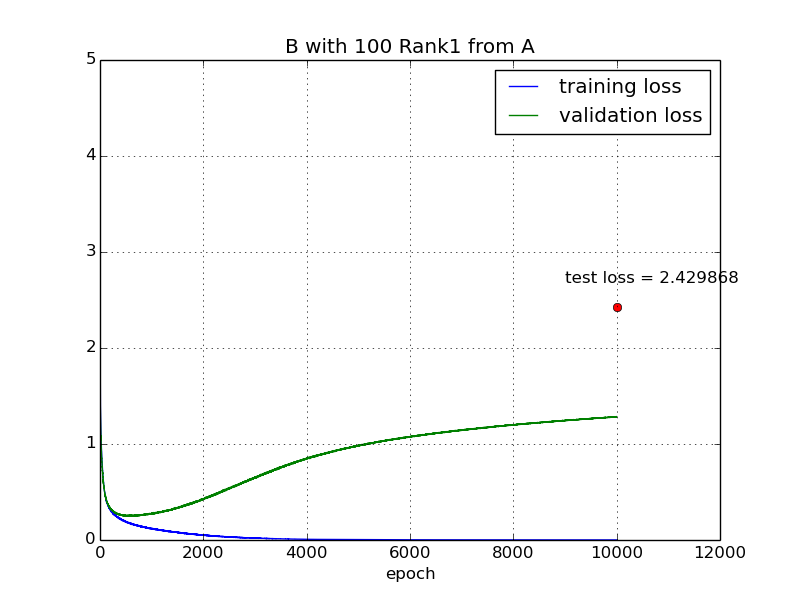 B with 100 Rank1 from A
5
training loss
validation loss
4
3
test loss = 2.429868
2
1
0
0 2000 4000 6000 8000 10000 12000
epoch